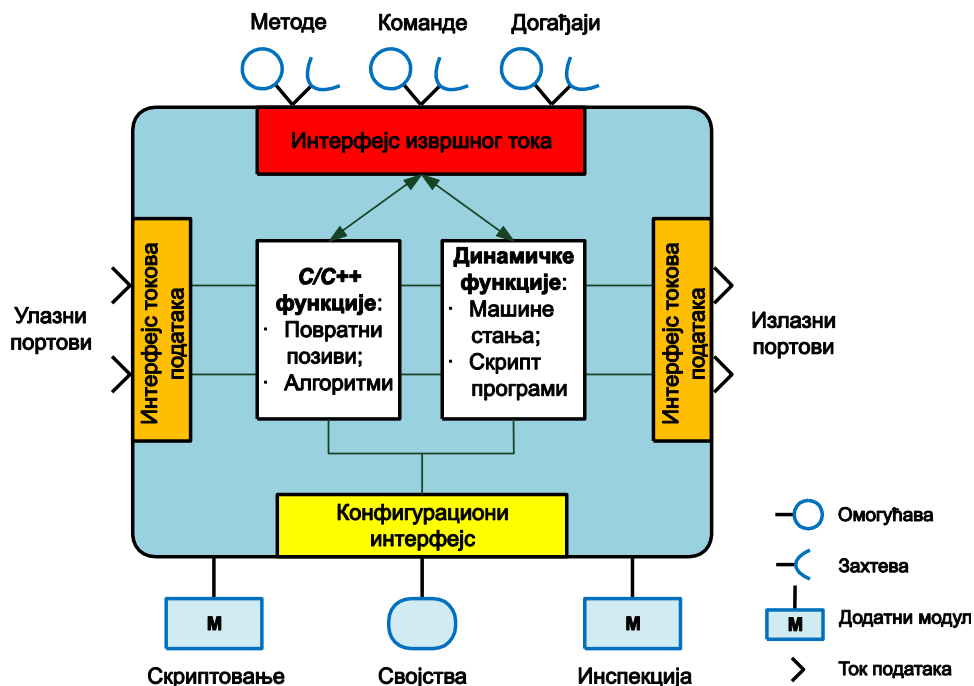 Методе
Команде
Догађаји
Интерфејс извршног тока
Интерфејс токова
података
C/C++
функције:
· Повратни
позиви;
· Алгоритми
Динамичке
функције:
· Машине
стања;
· Скрипт
програми
Интерфејс токова
података
Улазни
портови
Излазни
портови
Конфигурациони
интерфејс
М
М
Скриптовање
Својства
Инспекција
Омогућава
Захтева
М
Додатни модул
Ток података